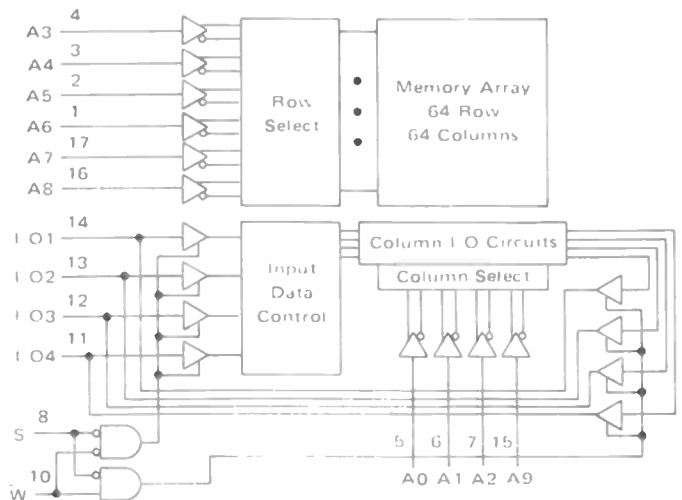 4
A3
3
A4
2
A5
1
A6
17
A7
16
A8
Row
Select
Memory Array
64 Row
64 Columns
14
I O1
13
I O2
12
I O3
11
I O4
Input
Data
Control
Column I O Circuits
Column Select
8
S
10
W
5 6 7 15
A0 A1 A2 A9